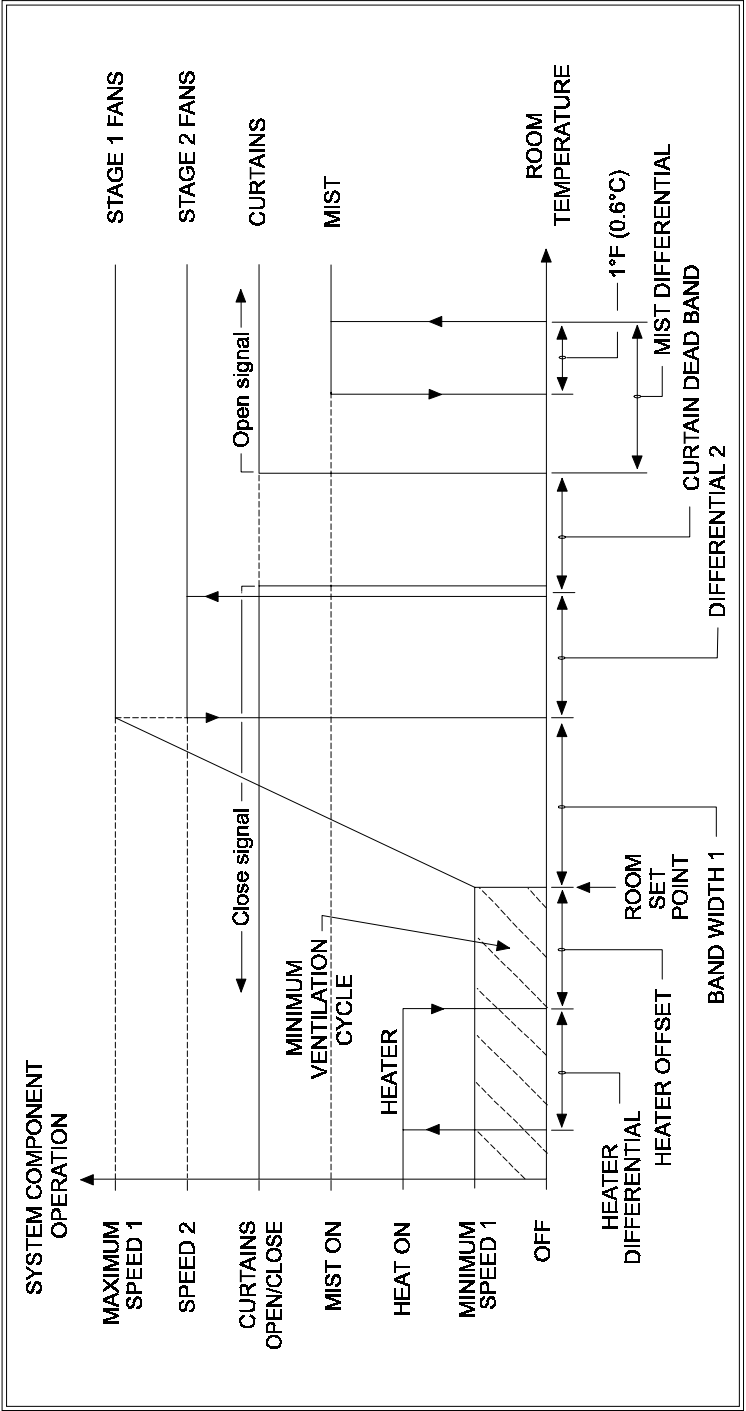 SYSTEM COMPONENT
OPERATION
MAXIMUM
SPEED 1
STAGE 1 FANS
SPEED 2
STAGE 2 FANS
CURTAINS
OPEN/CLOSE
Close signal
Open signal
CURTAINS
MIST ON
MINIMUM
VENTILATION
CYCLE
MIST
HEAT ON
HEATER
MINIMUM
SPEED 1
OFF
ROOM
TEMPERATURE
HEATER
DIFFERENTIAL
HEATER OFFSET
ROOM
SET
POINT
BAND WIDTH 1
DIFFERENTIAL 2
CURTAIN DEAD BAND
MIST DIFFERENTIAL
1°F (0.6°C)